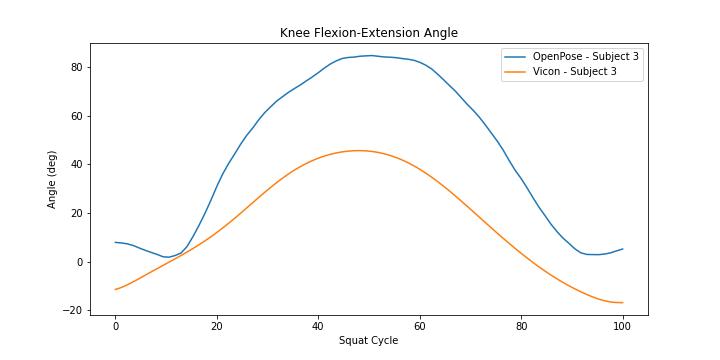 Knee Flexion-Extension Angle
OpenPose - Subject 3
Vicon - Subject 3
Angle (deg)
80
60
40
20
0
−20
0 20 40 60 80 100
Squat Cycle